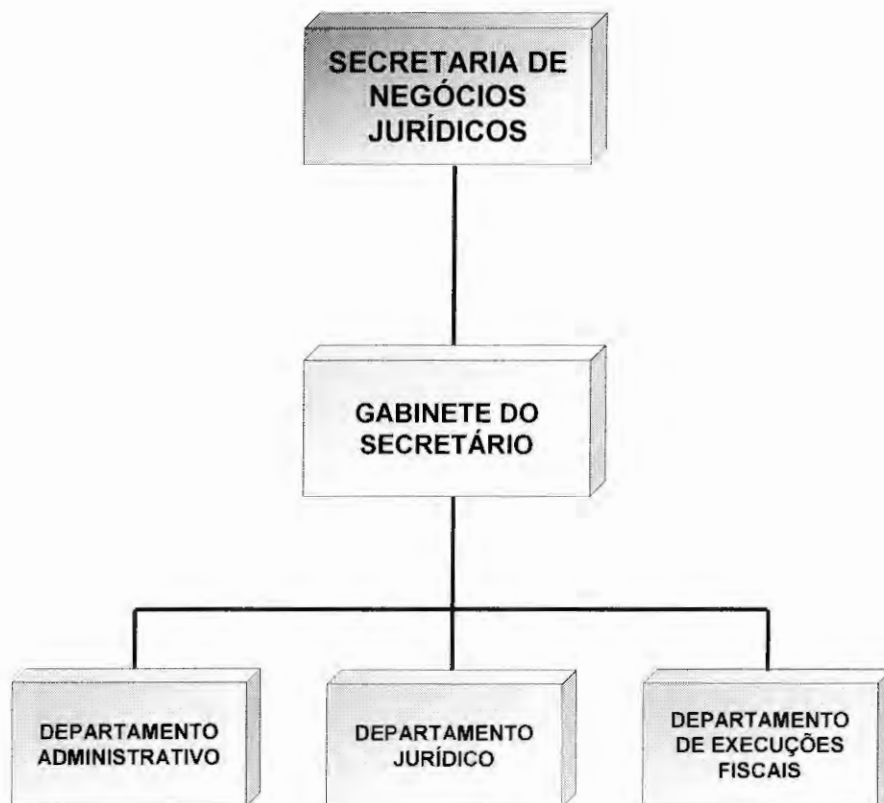 SECRETARIA DE
NEGÓCIOS
JURÍDICOS
GABINETE DO
SECRETÁRIO
DEPARTAMENTO
ADMINISTRATIVO
DEPARTAMENTO
JURÍDICO
DEPARTAMENTO
DE EXECUÇÕES
FISCAIS